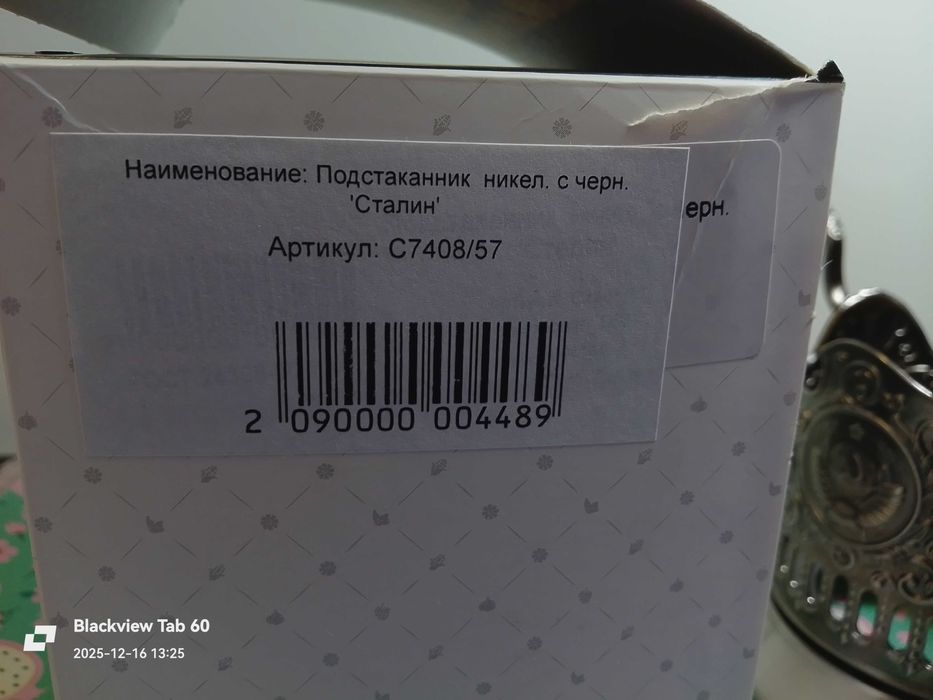 Наименование: Подстаканник никел. с черн.
'Сталин'
ерн.
Артикул: С7408/57
2 090000 004489
Blackview Tab 60
2025-12-16 13:25